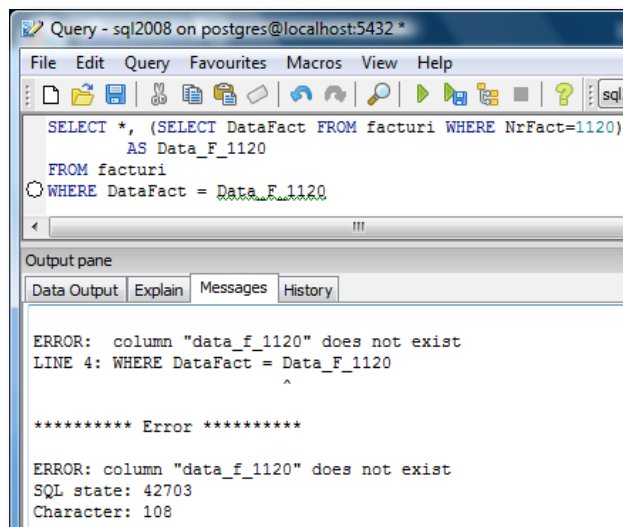 Query - sql2008 on postgres@localhost:5432 *
File Edit Query Favourites Macros View Help
sql
SELECT *, (SELECT DataFact FROM facturi WHERE NrFact=1120)
AS Data_F_1120
FROM facturi
WHERE DataFact = Data_F_1120
Output pane
Data Output Explain Messages History
ERROR:  column "data_f_1120" does not exist
LINE 4: WHERE DataFact = Data_F_1120
^
********** Error **********
ERROR: column "data_f_1120" does not exist
SQL state: 42703
Character: 108